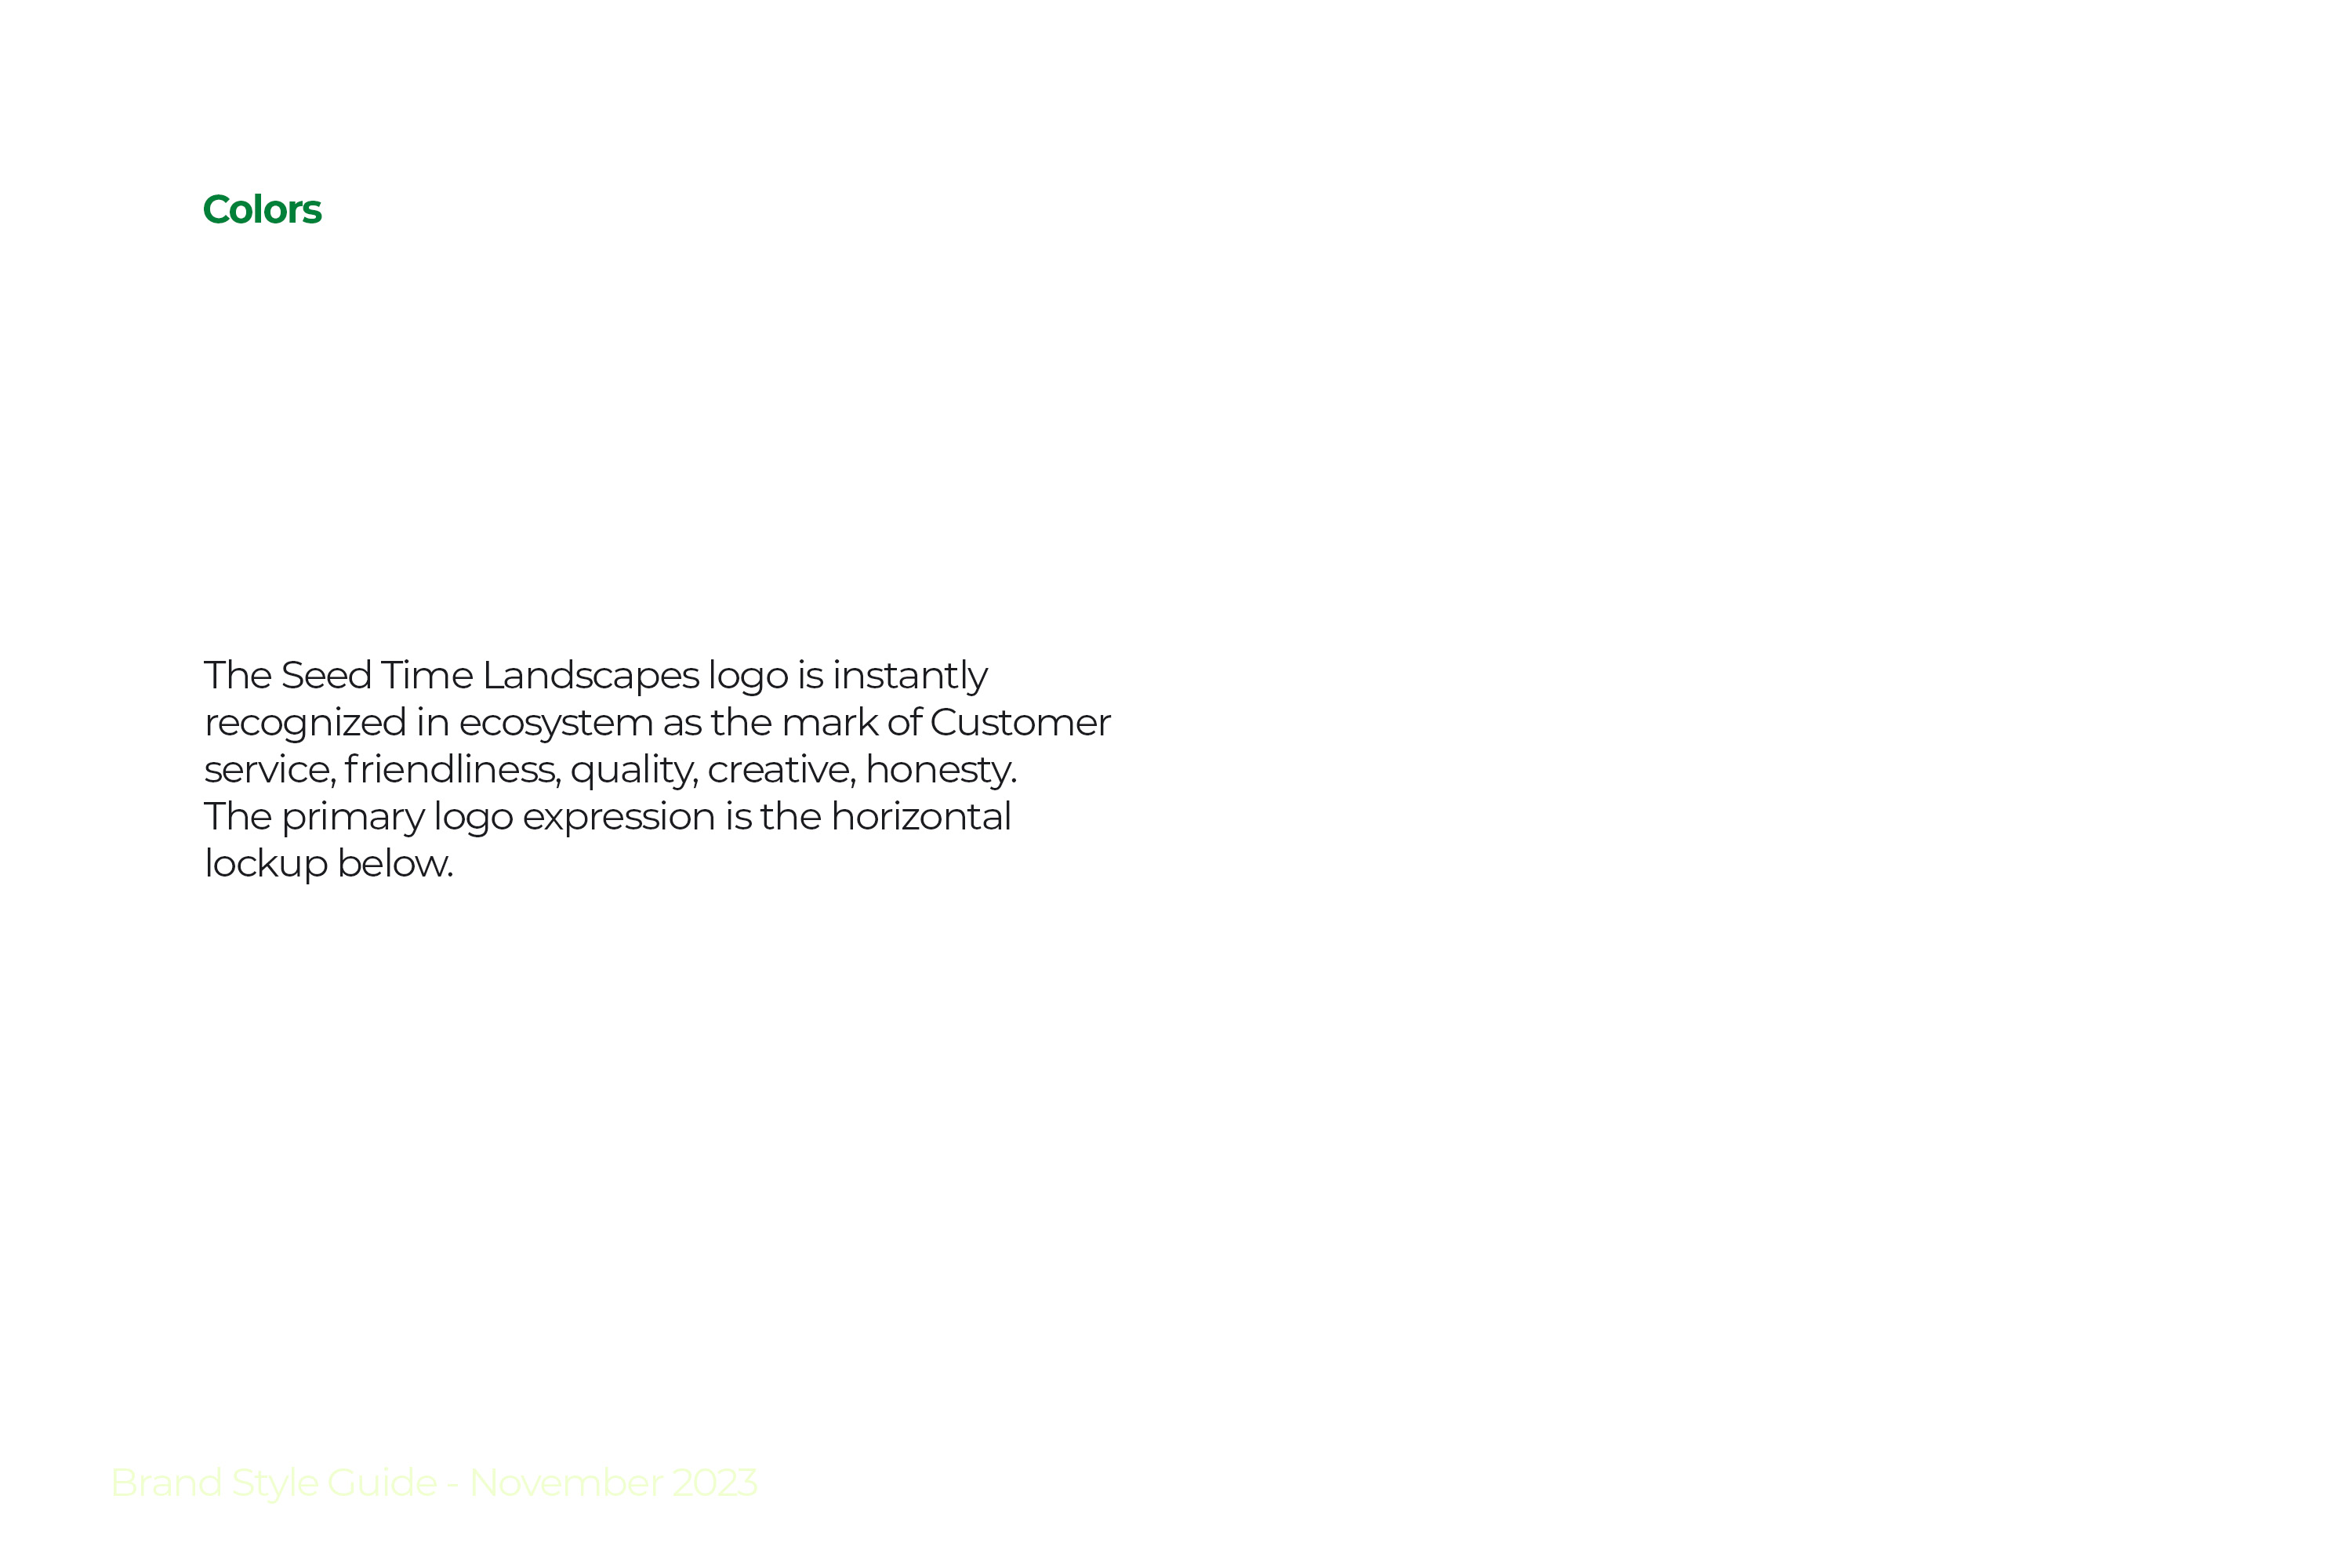 Colors
The Seed Time Landscapes logo is instantly
recognized in ecosystem as the mark of Customer
service, friendliness, quality, creative, honesty.
The primary logo expression is the horizontal
lockup below.
Brand Style Guide - November 2023